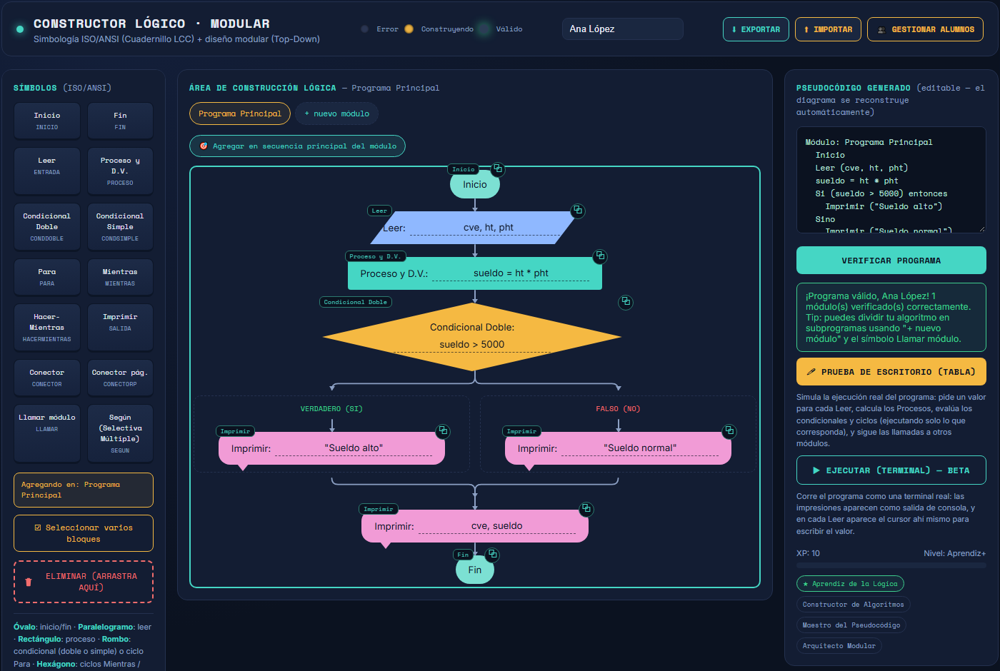 CONSTRUCTOR LÓGICO · MODULAR
Simbología ISO/ANSI (Cuadernillo LCC) + diseño modular (Top-Down)
Error
Construyendo
Válido
Ana López
⬇ EXPORTAR
⬆ IMPORTAR
GESTIONAR ALUMNOS
SÍMBOLOS (ISO/ANSI)
Inicio
INICIO
Fin
FIN
Leer
ENTRADA
Proceso y
D.V.
PROCESO
Condicional
Doble
CONDDOBLE
Condicional
Simple
CONDSIMPLE
Para
PARA
Mientras
MIENTRAS
Hacer-
Mientras
HACERMIENTRAS
Imprimir
SALIDA
Conector
CONECTOR
Conector pág.
CONECTORP
Llamar módulo
LLAMAR
Según
(Selectiva
Múltiple)
SEGUN
Agregando en: Programa
Principal
☑ Seleccionar varios
bloques
ELIMINAR (ARRASTRA
AQUÍ)
Óvalo: inicio/fin · Paralelogramo: leer
· Rectángulo: proceso · Rombo:
condicional (doble o simple) o ciclo
Para · Hexágono: ciclos Mientras /
ÁREA DE CONSTRUCCIÓN LÓGICA — Programa Principal
Programa Principal
+ nuevo módulo
🎯 Agregar en secuencia principal del módulo
Inicio
Inicio
Leer
Leer: cve, ht, pht
Proceso y D.V.
Proceso y D.V.: sueldo = ht * pht
Condicional Doble
Condicional Doble:
sueldo > 5000
VERDADERO (SI)
Imprimir
Imprimir: "Sueldo alto"
FALSO (NO)
Imprimir
Imprimir: "Sueldo normal"
Imprimir
Imprimir: cve, sueldo
Fin
Fin
PSEUDOCÓDIGO GENERADO (editable — el
diagrama se reconstruye
automáticamente)
Módulo: Programa Principal
Inicio
Leer (cve, ht, pht)
sueldo = ht * pht
Si (sueldo > 5000) entonces
Imprimir ("Sueldo alto")
Sino
Imprimir ("Sueldo normal")
VERIFICAR PROGRAMA
¡Programa válido, Ana López! 1
módulo(s) verificado(s) correctamente.
Tip: puedes dividir tu algoritmo en
subprogramas usando "+ nuevo
módulo" y el símbolo Llamar módulo.
PRUEBA DE ESCRITORIO (TABLA)
Simula la ejecución real del programa: pide un valor
para cada Leer, calcula los Procesos, evalúa los
condicionales y ciclos (ejecutando solo lo que
corresponda), y sigue las llamadas a otros
módulos.
▶ EJECUTAR (TERMINAL) — BETA
Corre el programa como una terminal real: las
impresiones aparecen como salida de consola, y
en cada Leer aparece el cursor ahí mismo para
escribir el valor.
XP: 10
Nivel: Aprendiz+
★ Aprendiz de la Lógica
Constructor de Algoritmos
Maestro del Pseudocódigo
Arquitecto Modular